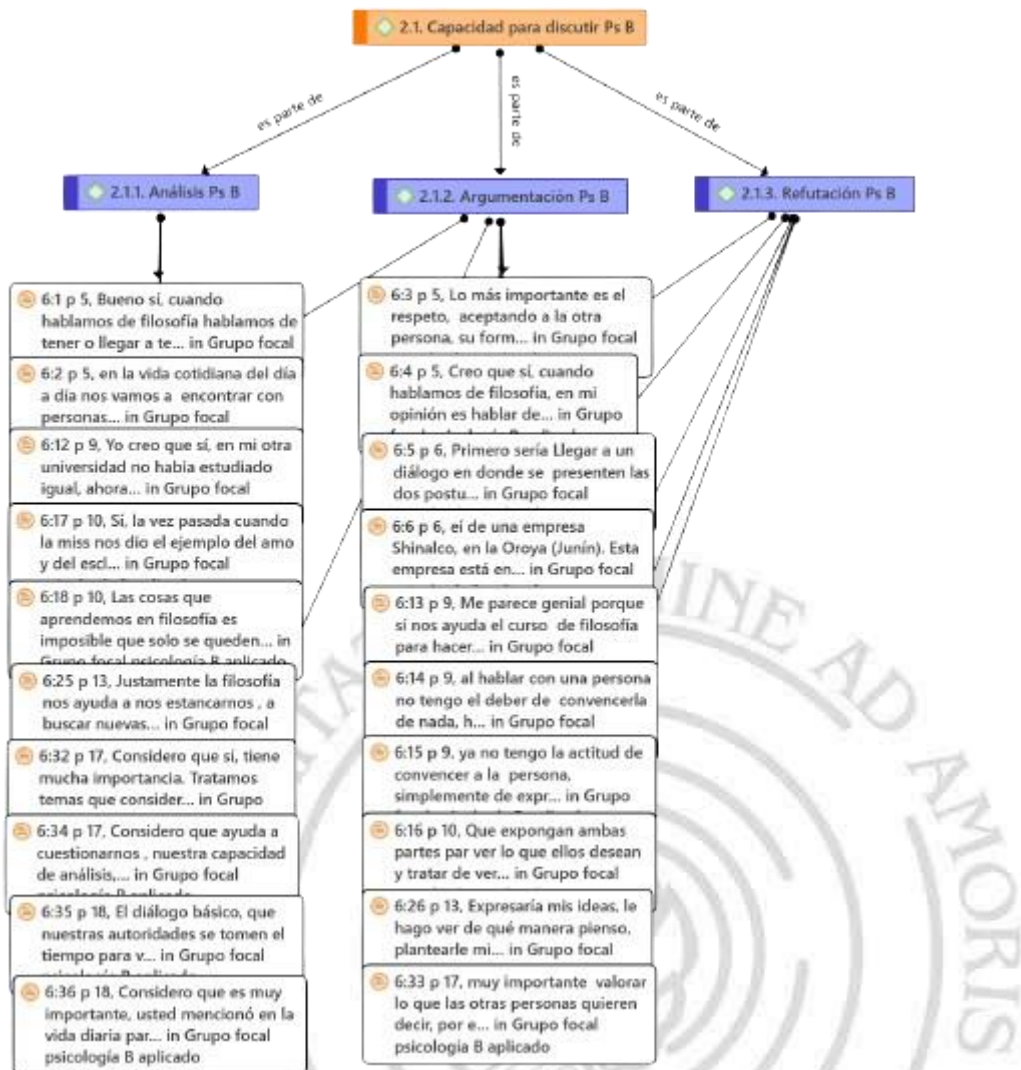 2.1. Capacidad para discutir Ps B
es parte de
es parte de
es parte de
2.1.1. Análisis Ps B
2.1.2. Argumentación Ps B
2.1.3. Refutación Ps B
6:1 p 5, Bueno sí, cuando
hablamos de filosofía hablamos de
tener o llegar a te... in Grupo focal
6:2 p 5, en la vida cotidiana del día
a día nos vamos a encontrar con
personas... in Grupo focal
6:12 p 9, Yo creo que sí, en mi otra
universidad no había estudiado
igual, ahora... in Grupo focal
6:17 p 10, Sí, la vez pasada cuando
la miss nos dio el ejemplo del amo
y del escl... in Grupo focal
6:18 p 10, Las cosas que
aprendemos en filosofía es
imposible que solo se queden... in
Grupo focal psicología B aplicado
6:25 p 13, Justamente la filosofía
nos ayuda a nos estancarnos , a
buscar nuevas... in Grupo focal
6:32 p 17, Considero que sí, tiene
mucha importancia. Tratamos
temas que consider... in Grupo
6:34 p 17, Considero que ayuda a
cuestionarnos , nuestra capacidad
de análisis,... in Grupo focal
psicología B aplicado
6:35 p 18, El diálogo básico, que
nuestras autoridades se tomen el
tiempo para v... in Grupo focal
psicología B aplicado
6:36 p 18, Considero que es muy
importante, usted mencionó en la
vida diaria par... in Grupo focal
psicología B aplicado
6:3 p 5, Lo más importante es el
respeto, aceptando a la otra
persona, su form... in Grupo focal
6:4 p 5, Creo que sí, cuando
hablamos de filosofía, en mi
opinión es hablar de... in Grupo
6:5 p 6, Primero sería Llegar a un
diálogo en donde se presenten las
dos postu... in Grupo focal
6:6 p 6, eí de una empresa
Shinalco, en la Oroya (Junín). Esta
empresa está en... in Grupo focal
6:13 p 9, Me parece genial porque
si nos ayuda el curso de filosofía
para hacer... in Grupo focal
6:14 p 9, al hablar con una persona
no tengo el deber de convencerla
de nada, h... in Grupo focal
6:15 p 9, ya no tengo la actitud de
convencer a la persona,
simplemente de expr... in Grupo
6:16 p 10, Que expongan ambas
partes par ver lo que ellos desean
y tratar de ver... in Grupo focal
6:26 p 13, Expresaría mis ideas, le
hago ver de qué manera pienso,
plantearle mi... in Grupo focal
6:33 p 17, muy importante valorar
lo que las otras personas quieren
decir, por e... in Grupo focal
psicología B aplicado
INE AD AMORIS